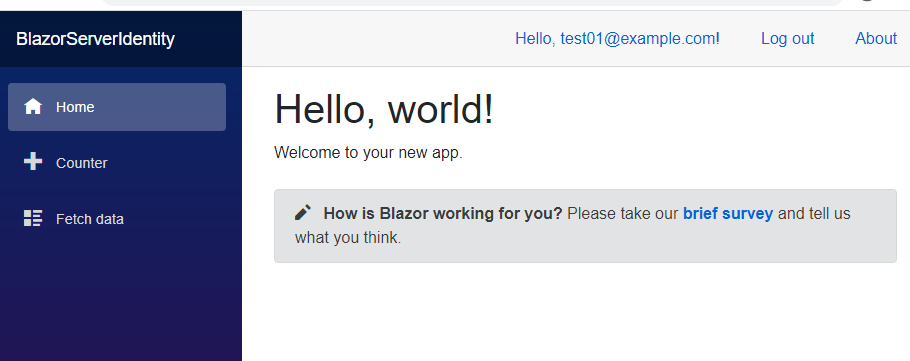 BlazorServerIdentity
Hello, test01@example.com!
Log out
About
Home
Counter
Fetch data
Hello, world!
Welcome to your new app.
How is Blazor working for you? Please take our brief survey and tell us
what you think.